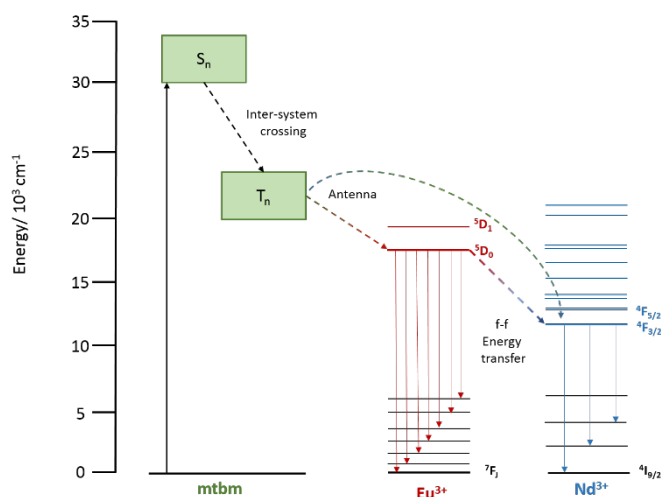 Energy/ 10³ cm⁻¹
35
30
25
20
15
10
5
0
Sₙ
Inter-system
crossing
Tₙ
Antenna
⁵D₁
⁵D₀
f-f
Energy
transfer
⁴F₅/₂
⁴F₃/₂
⁷F_J
⁴I₉/₂
mtbm
Eu³⁺
Nd³⁺